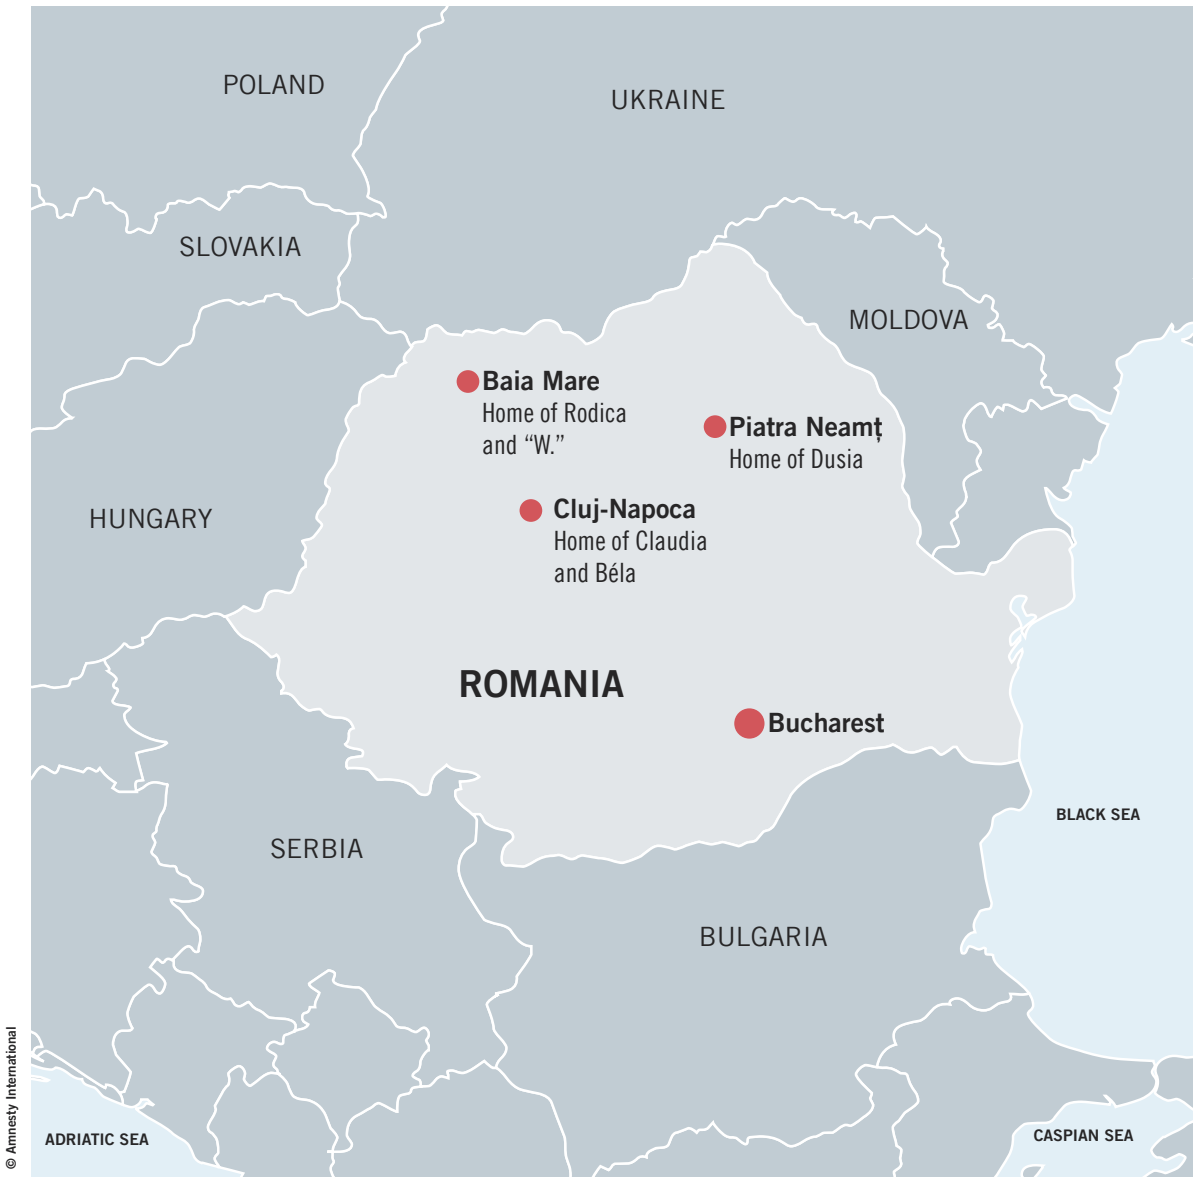 POLAND
UKRAINE
SLOVAKIA
MOLDOVA
Baia Mare
Home of Rodica
and “W.”
Piatra Neamț
Home of Dusia
HUNGARY
Cluj-Napoca
Home of Claudia
and Béla
ROMANIA
Bucharest
BLACK SEA
SERBIA
BULGARIA
© Amnesty International
ADRIATIC SEA
CASPIAN SEA